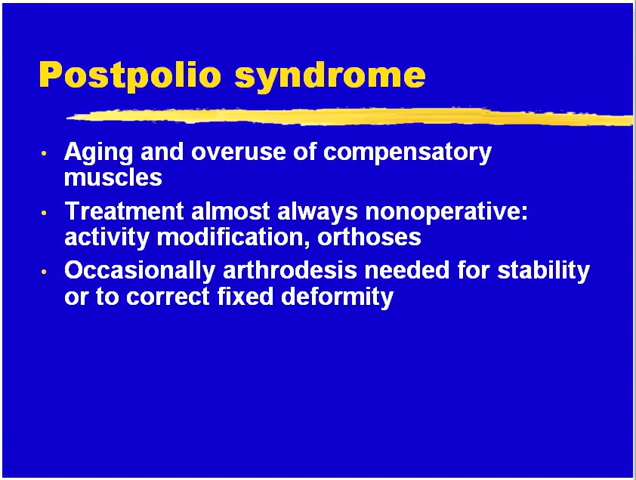 Postpolio syndrome
• Aging and overuse of compensatory
muscles
• Treatment almost always nonoperative:
activity modification, orthoses
• Occasionally arthrodesis needed for stability
or to correct fixed deformity